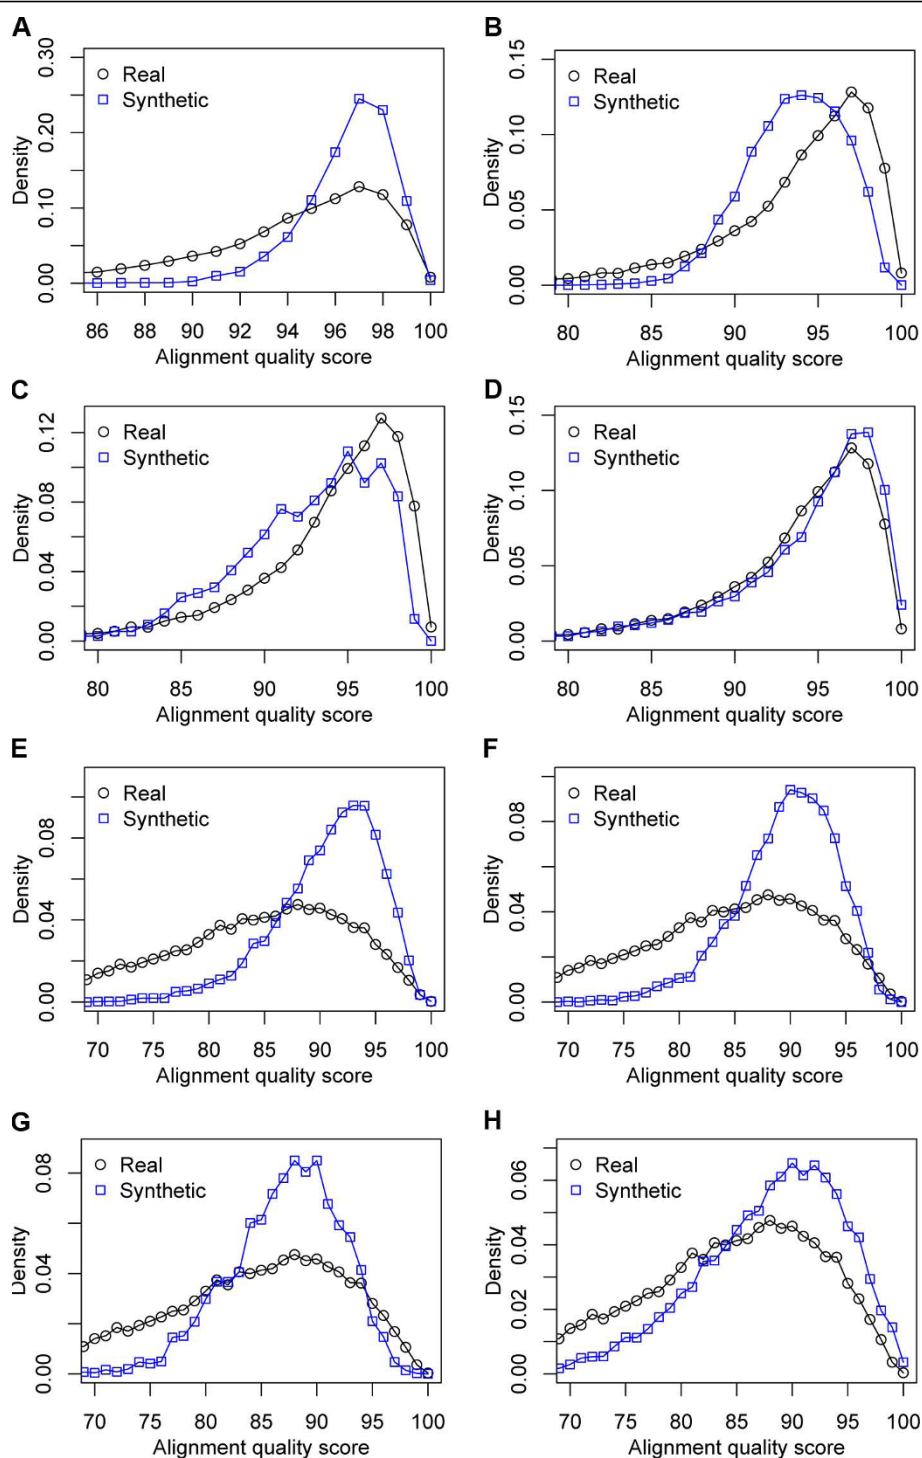 A
Real
Synthetic
Density
0.00 0.10 0.20 0.30
86 88 90 92 94 96 98 100
Alignment quality score
B
Real
Synthetic
Density
0.00 0.05 0.10 0.15
80 85 90 95 100
Alignment quality score
C
Real
Synthetic
Density
0.00 0.04 0.08 0.12
80 85 90 95 100
Alignment quality score
D
Real
Synthetic
Density
0.00 0.05 0.10 0.15
80 85 90 95 100
Alignment quality score
E
Real
Synthetic
Density
0.00 0.04 0.08
70 75 80 85 90 95 100
Alignment quality score
F
Real
Synthetic
Density
0.00 0.04 0.08
70 75 80 85 90 95 100
Alignment quality score
G
Real
Synthetic
Density
0.00 0.04 0.08
70 75 80 85 90 95 100
Alignment quality score
H
Real
Synthetic
Density
0.00 0.02 0.04 0.06
70 75 80 85 90 95 100
Alignment quality score